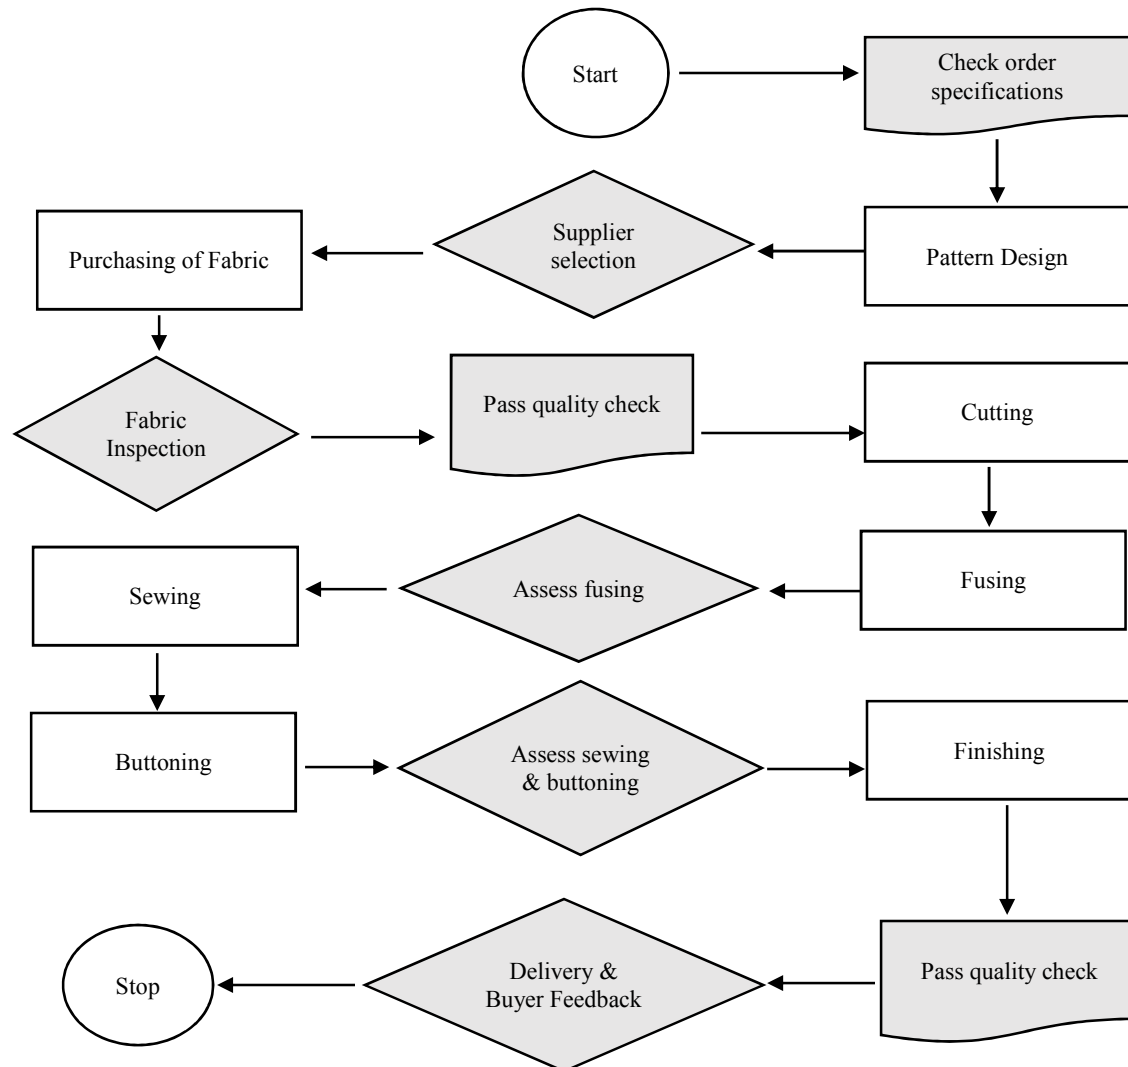 Start
Check order
specifications
Supplier
selection
Purchasing of Fabric
Pattern Design
Fabric
Inspection
Pass quality check
Cutting
Sewing
Assess fusing
Fusing
Buttoning
Assess sewing
& buttoning
Finishing
Stop
Delivery &
Buyer Feedback
Pass quality check